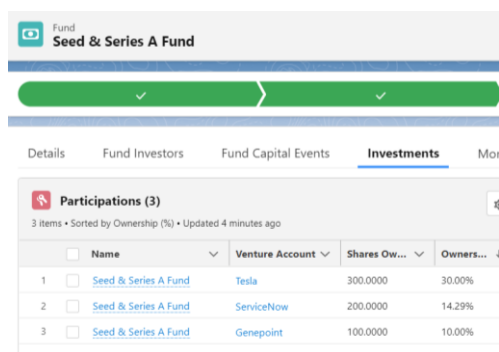 Fund
Seed & Series A Fund
Details Fund Investors Fund Capital Events Investments Mor
Participations (3)
3 items • Sorted by Ownership (%) • Updated 4 minutes ago
Name Venture Account Shares Ow... Owners...
1 Seed & Series A Fund Tesla 300.0000 30.00%
2 Seed & Series A Fund ServiceNow 200.0000 14.29%
3 Seed & Series A Fund Genepoint 100.0000 10.00%